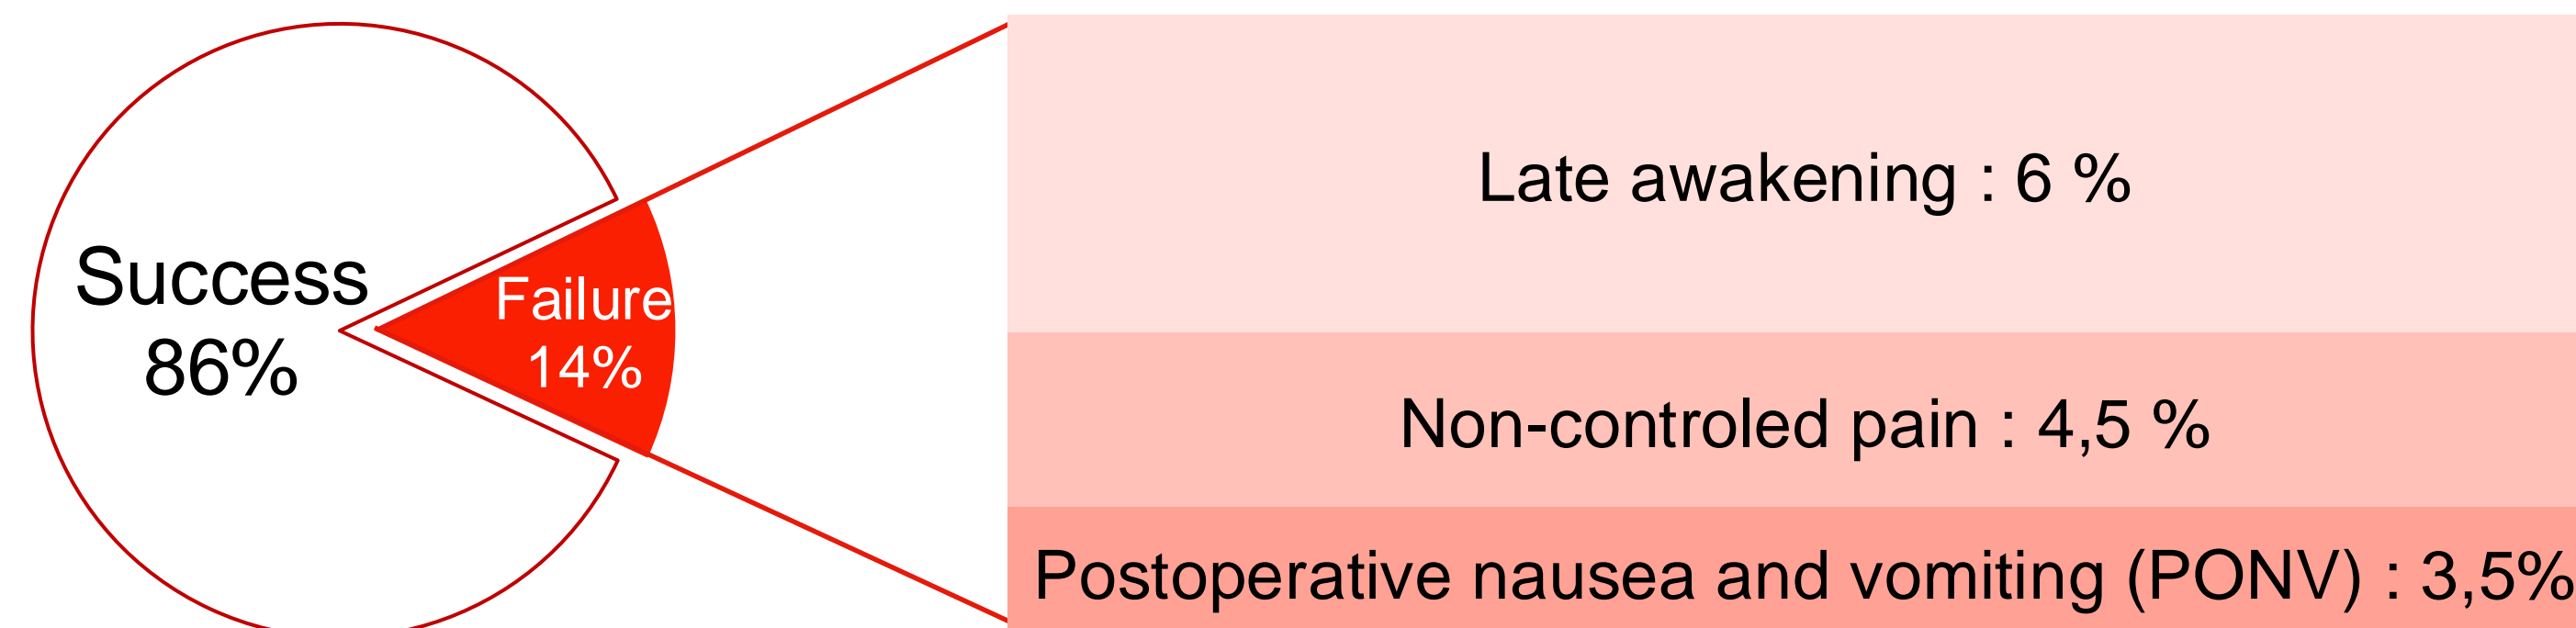 Success
86%
Failure
14%
Late awakening : 6 %
Non-controled pain : 4,5 %
Postoperative nausea and vomiting (PONV) : 3,5%